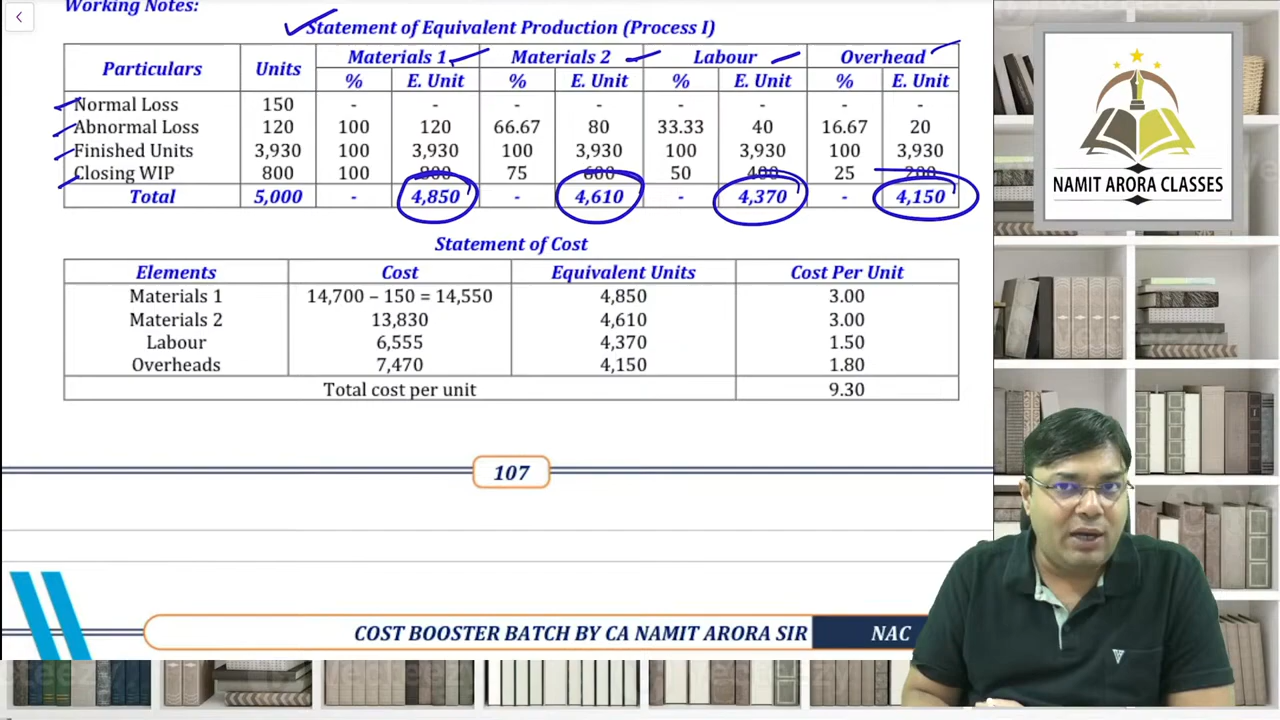 Working Notes:
Statement of Equivalent Production (Process I)
Particulars Units Materials 1 Materials 2 Labour Overhead
% E. Unit % E. Unit % E. Unit % E. Unit
Normal Loss 150 - - - - - - - -
Abnormal Loss 120 100 120 66.67 80 33.33 40 16.67 20
Finished Units 3,930 100 3,930 100 3,930 100 3,930 100 3,930
Closing WIP 800 100 800 75 600 50 400 25 200
Total 5,000 - 4,850 - 4,610 - 4,370 - 4,150
Statement of Cost
Elements Cost Equivalent Units Cost Per Unit
Materials 1 14,700 – 150 = 14,550 4,850 3.00
Materials 2 13,830 4,610 3.00
Labour 6,555 4,370 1.50
Overheads 7,470 4,150 1.80
Total cost per unit 9.30
107
COST BOOSTER BATCH BY CA NAMIT ARORA SIR NAC
NAMIT ARORA CLASSES